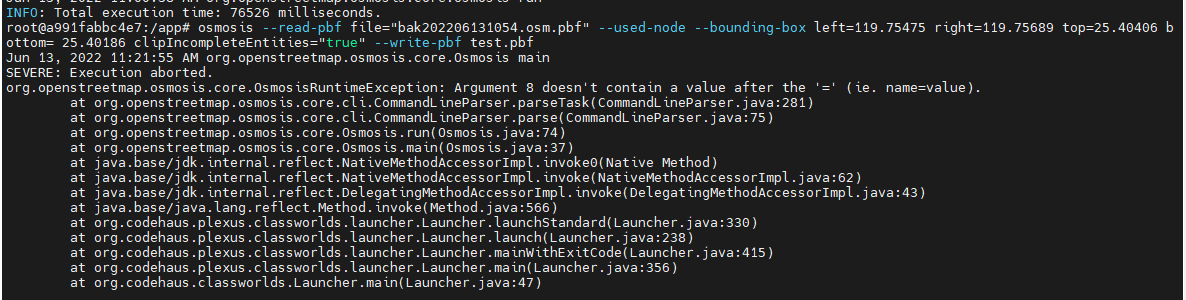 INFO: Total execution time: 76526 milliseconds.
root@a991fabbc4e7:/app# osmosis --read-pbf file="bak202206131054.osm.pbf" --used-node --bounding-box left=119.75475 right=119.75689 top=25.40406 b
ottom= 25.40186 clipIncompleteEntities="true" --write-pbf test.pbf
Jun 13, 2022 11:21:55 AM org.openstreetmap.osmosis.core.Osmosis main
SEVERE: Execution aborted.
org.openstreetmap.osmosis.core.OsmosisRuntimeException: Argument 8 doesn't contain a value after the '=' (ie. name=value).
at org.openstreetmap.osmosis.core.cli.CommandLineParser.parseTask(CommandLineParser.java:281)
at org.openstreetmap.osmosis.core.cli.CommandLineParser.parse(CommandLineParser.java:75)
at org.openstreetmap.osmosis.core.Osmosis.run(Osmosis.java:74)
at org.openstreetmap.osmosis.core.Osmosis.main(Osmosis.java:37)
at java.base/jdk.internal.reflect.NativeMethodAccessorImpl.invoke0(Native Method)
at java.base/jdk.internal.reflect.NativeMethodAccessorImpl.invoke(NativeMethodAccessorImpl.java:62)
at java.base/jdk.internal.reflect.DelegatingMethodAccessorImpl.invoke(DelegatingMethodAccessorImpl.java:43)
at java.base/java.lang.reflect.Method.invoke(Method.java:566)
at org.codehaus.plexus.classworlds.launcher.Launcher.launchStandard(Launcher.java:330)
at org.codehaus.plexus.classworlds.launcher.Launcher.launch(Launcher.java:238)
at org.codehaus.plexus.classworlds.launcher.Launcher.mainWithExitCode(Launcher.java:415)
at org.codehaus.plexus.classworlds.launcher.Launcher.main(Launcher.java:356)
at org.codehaus.classworlds.Launcher.main(Launcher.java:47)